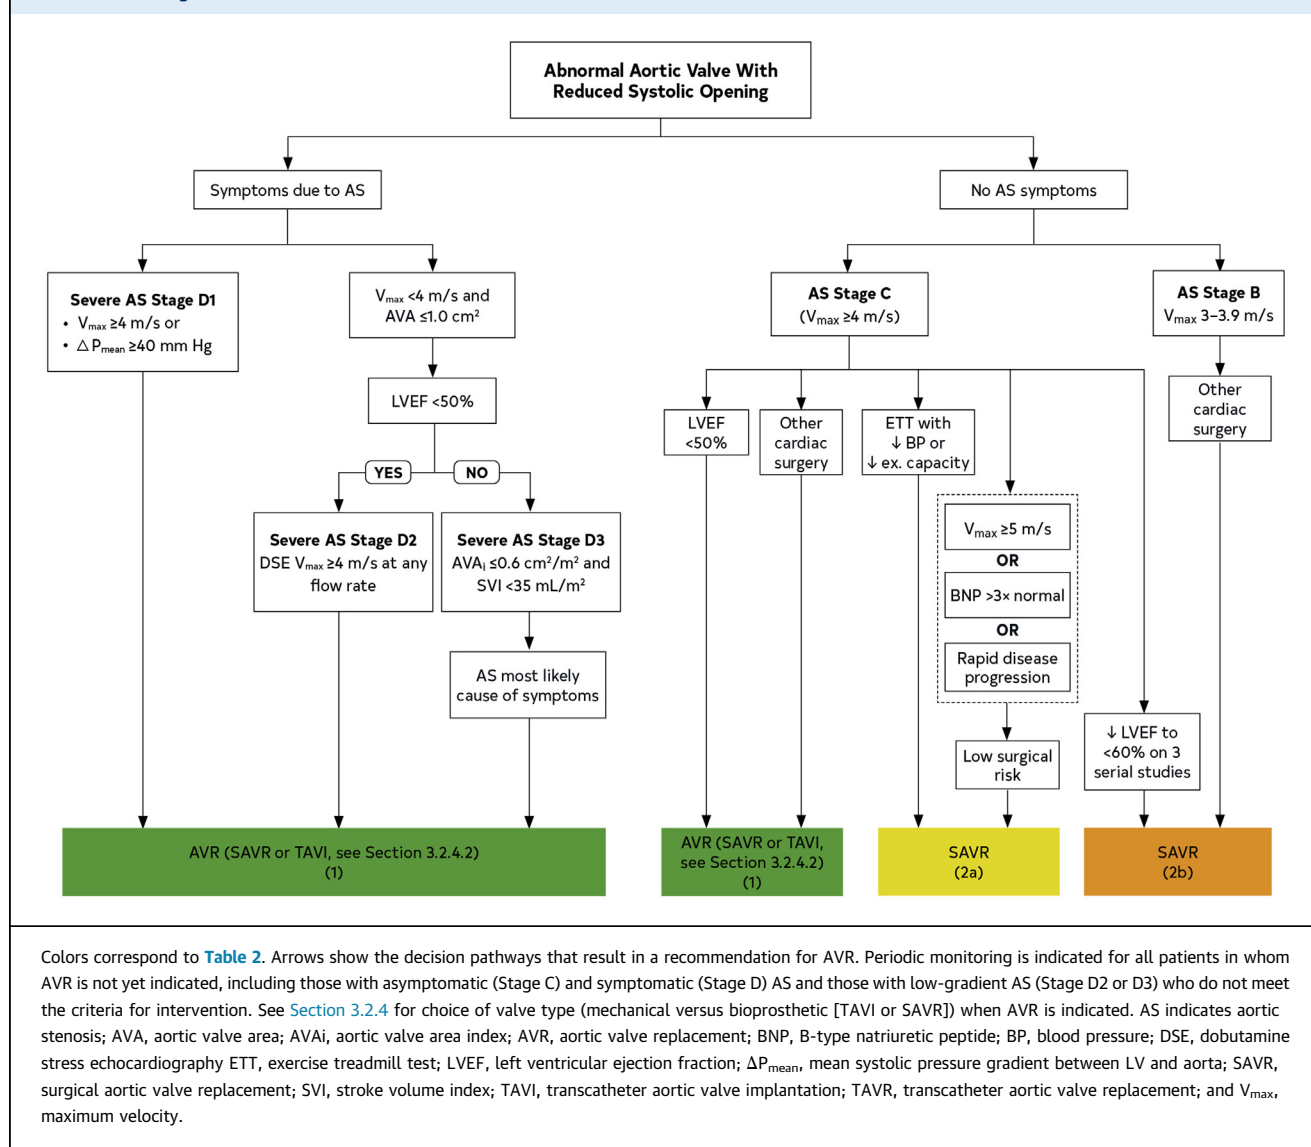 Abnormal Aortic Valve With
Reduced Systolic Opening
Symptoms due to AS
No AS symptoms
Severe AS Stage D1
• Vmax ≥4 m/s or
• △Pmean ≥40 mm Hg
Vmax <4 m/s and
AVA ≤1.0 cm²
LVEF <50%
YES
NO
Severe AS Stage D2
DSE Vmax ≥4 m/s at any
flow rate
Severe AS Stage D3
AVAi ≤0.6 cm²/m² and
SVI <35 mL/m²
AS most likely
cause of symptoms
AVR (SAVR or TAVI, see Section 3.2.4.2)
(1)
AS Stage C
(Vmax ≥4 m/s)
AS Stage B
Vmax 3–3.9 m/s
LVEF
<50%
Other
cardiac
surgery
ETT with
↓ BP or
↓ ex. capacity
Vmax ≥5 m/s
OR
BNP >3× normal
OR
Rapid disease
progression
Low surgical
risk
↓ LVEF to
<60% on 3
serial studies
Other
cardiac
surgery
AVR (SAVR or TAVI,
see Section 3.2.4.2)
(1)
SAVR
(2a)
SAVR
(2b)
Colors correspond to Table 2. Arrows show the decision pathways that result in a recommendation for AVR. Periodic monitoring is indicated for all patients in whom
AVR is not yet indicated, including those with asymptomatic (Stage C) and symptomatic (Stage D) AS and those with low-gradient AS (Stage D2 or D3) who do not meet
the criteria for intervention. See Section 3.2.4 for choice of valve type (mechanical versus bioprosthetic [TAVI or SAVR]) when AVR is indicated. AS indicates aortic
stenosis; AVA, aortic valve area; AVAi, aortic valve area index; AVR, aortic valve replacement; BNP, B-type natriuretic peptide; BP, blood pressure; DSE, dobutamine
stress echocardiography ETT, exercise treadmill test; LVEF, left ventricular ejection fraction; ΔPmean, mean systolic pressure gradient between LV and aorta; SAVR,
surgical aortic valve replacement; SVI, stroke volume index; TAVI, transcatheter aortic valve implantation; TAVR, transcatheter aortic valve replacement; and Vmax,
maximum velocity.